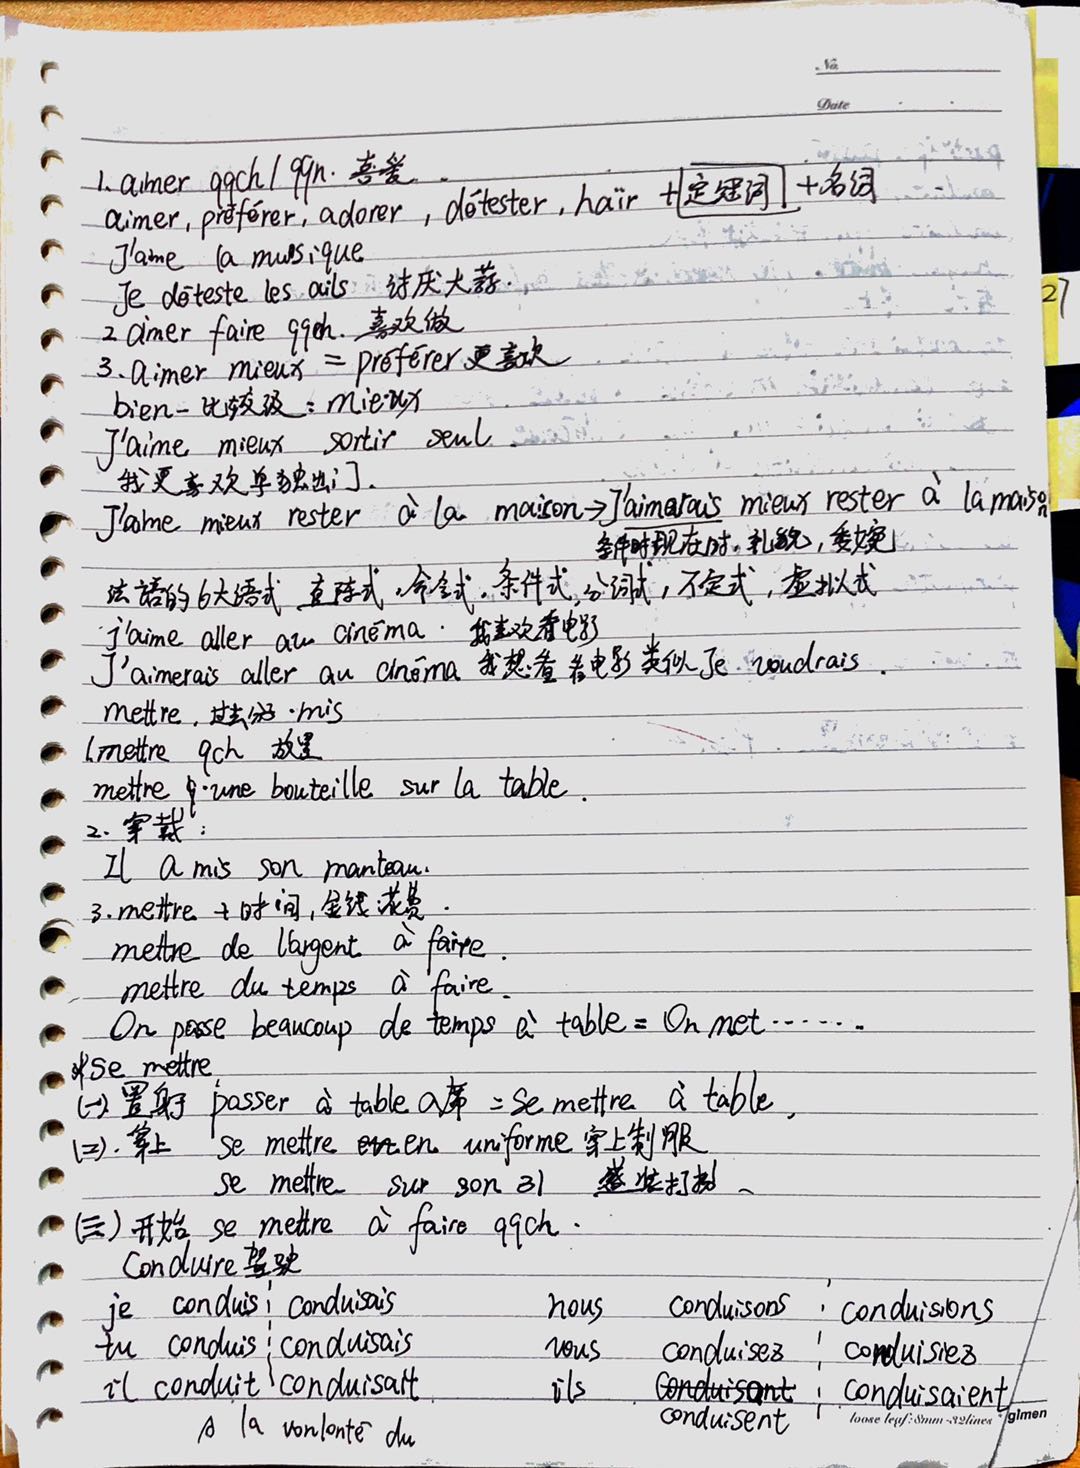 No
Date
1. aimer qqch / qqn. 喜爱
aimer, préférer, adorer, détester, haïr + 定冠词 + 名词
J'aime la mussique
Je déteste les ails 讨厌大蒜.
2 aimer faire qqch. 喜欢做
3. aimer mieux = préférer 更喜欢
bien - 比较级: mieux
J'aime mieux sortir seul.
我更喜欢单独出门.
J'aime mieux rester à la maison → J'aimarais mieux rester à la maison
条件时现在时. 礼貌, 委婉
法語的6大语式 直陈式. 命令式. 条件式, 分词式, 不定式, 虚拟式
j'aime aller au cinéma. 我喜欢看电影
J'aimerais aller au cinéma 我想看看电影 类似 Je voudrais.
mettre, 过去分. mis
1. mettre qch 放置
mettre une bouteille sur la table.
2. 穿戴:
Il a mis son manteau.
3. mettre + 时间, 金钱 花费.
mettre de l'argent à faire.
mettre du temps à faire.
On passe beaucoup de temps à table = On met ......
*se mettre
(一) 置身于 passer à table 入席 = se mettre à table,
(二). 穿上 se mettre en uniforme 穿上制服
se mettre sur son 31 盛装打扮、
(三) 开始 se mettre à faire qqch.
Conduire 驾驶
je conduis conduisais nous conduisons conduisions
tu conduis conduisais vous conduisez conduisiez
il conduit conduisait ils conduisant conduisaient
conduisent
loose leaf: 8mm -32lines glmen
A la vonlonté du